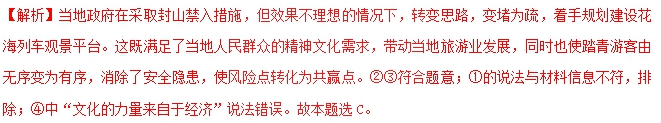 【解析】当地政府在采取封山禁入措施，但效果不理想的情况下，转变思路，变堵为疏，着手规划建设花
海列车观景平台。这既满足了当地人民群众的精神文化需求，带动当地旅游业发展，同时也使踏青游客由
无序变为有序，消除了安全隐患，使风险点转化为共赢点。②③符合题意；①的说法与材料信息不符，排
除；④中“文化的力量来自于经济”说法错误。故本题选 C。